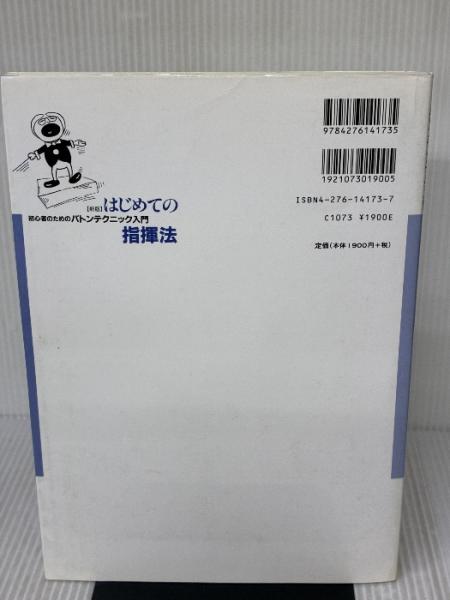 9784276141735
1921073019005
ISBN4-276-14173-7
C1073 ¥1900E
定価(本体1900円+税)
【新版】はじめての
初心者のためのバトンテクニック入門
指揮法